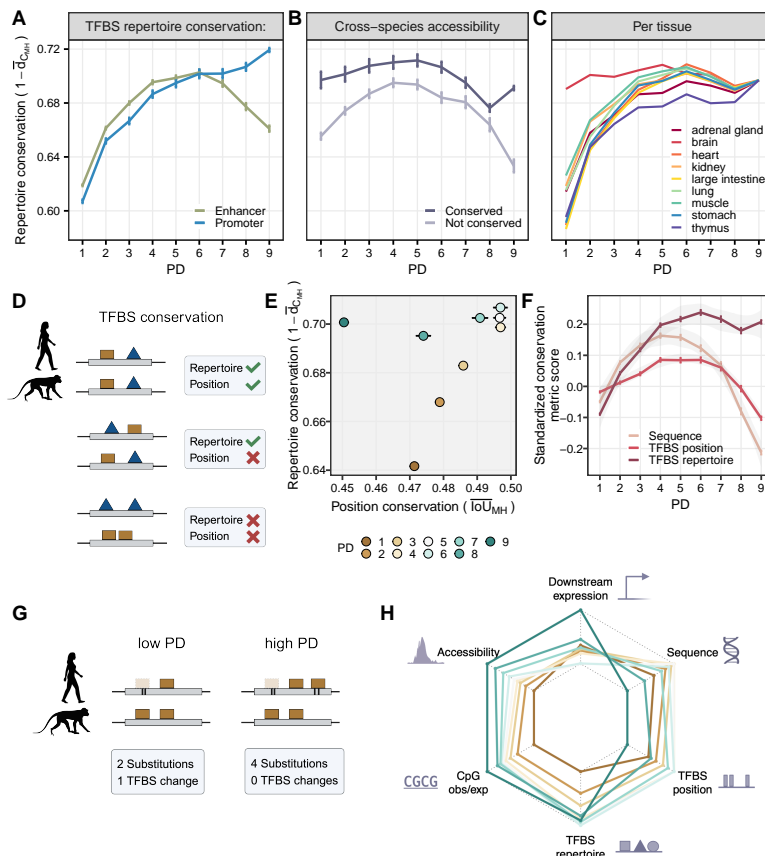 A
TFBS repertoire conservation:
Repertoire conservation ( 1 − d̅CMH )
0.72
0.68
0.64
0.60
Enhancer
Promoter
1 2 3 4 5 6 7 8 9
PD
B
Cross−species accessibility
Conserved
Not conserved
1 2 3 4 5 6 7 8 9
PD
C
Per tissue
adrenal gland
brain
heart
kidney
large intestine
lung
muscle
stomach
thymus
1 2 3 4 5 6 7 8 9
PD
D
TFBS conservation
Repertoire
Position
Repertoire
Position
Repertoire
Position
E
Repertoire conservation ( 1 − d̅CMH )
0.70
0.68
0.66
0.64
0.45 0.46 0.47 0.48 0.49 0.50
Position conservation ( IoUMH )
PD
1 3 5 7 9
2 4 6 8
F
Standardized conservation
metric score
0.2
0.1
0.0
−0.1
−0.2
Sequence
TFBS position
TFBS repertoire
1 2 3 4 5 6 7 8 9
PD
G
low PD
high PD
2 Substitutions
1 TFBS change
4 Substitutions
0 TFBS changes
H
Downstream
expression
Accessibility
Sequence
CGCG
CpG
obs/exp
TFBS
position
TFBS
repertoire